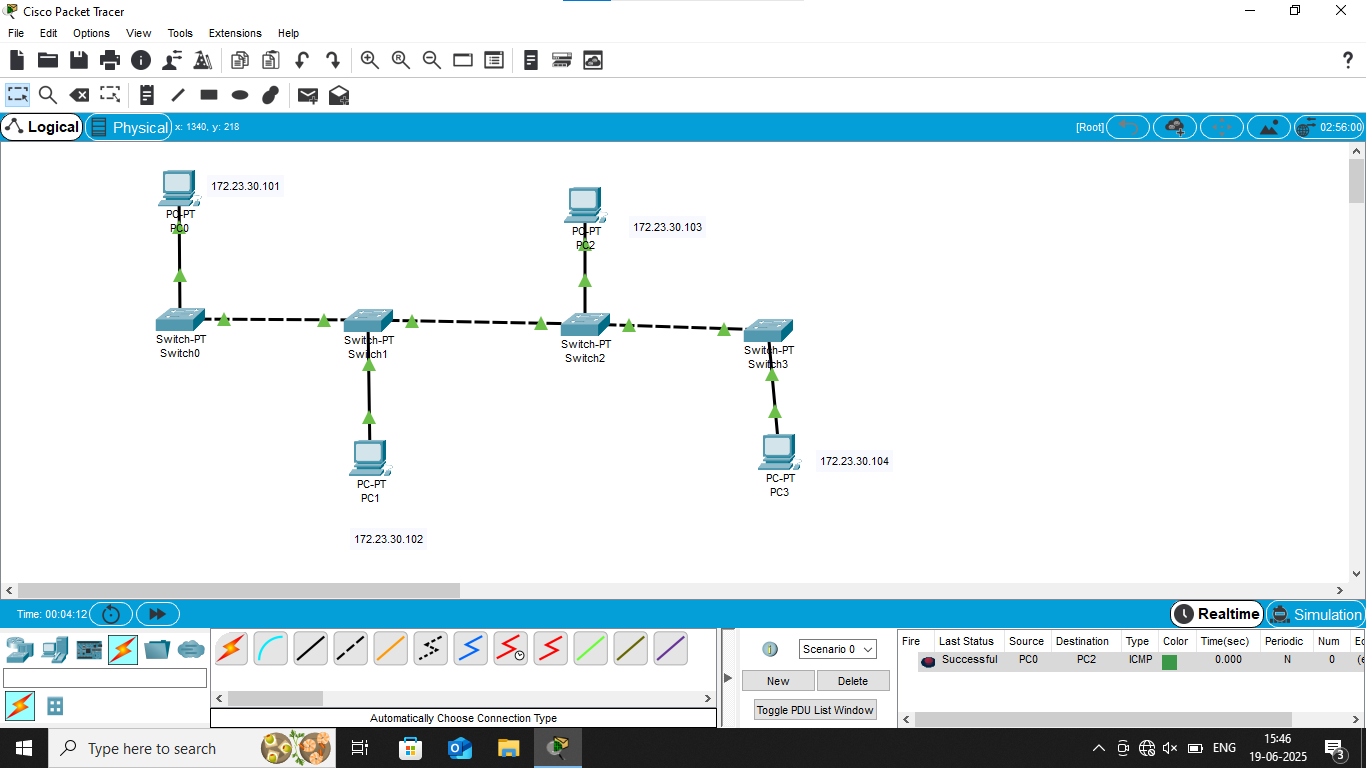 Cisco Packet Tracer
File Edit Options View Tools Extensions Help
?
Logical Physical x: 1340, y: 218 [Root] 02:56:00
172.23.30.101
PC-PT
PC0
172.23.30.103
PC-PT
PC2
Switch-PT
Switch0
Switch-PT
Switch1
Switch-PT
Switch2
Switch-PT
Switch3
PC-PT
PC1
172.23.30.102
172.23.30.104
PC-PT
PC3
Time: 00:04:12 Realtime Simulation
Scenario 0
New Delete
Toggle PDU List Window
Fire Last Status Source Destination Type Color Time(sec) Periodic Num Ed
Successful PC0 PC2 ICMP 0.000 N 0 (e
Automatically Choose Connection Type
Type here to search
ENG
15:46
19-06-2025
3